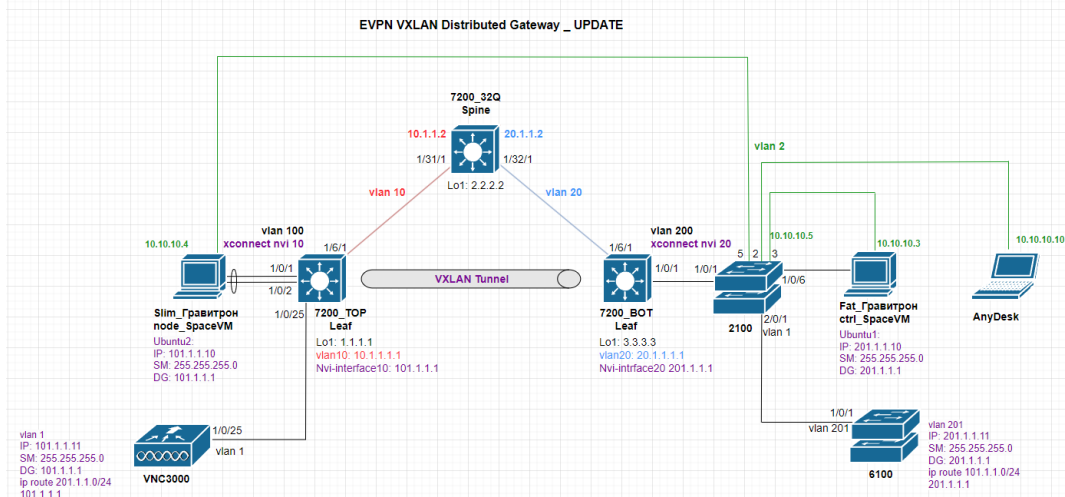 EVPN VXLAN Distributed Gateway _ UPDATE
7200_32Q
Spine
10.1.1.2
20.1.1.2
1/31/1
1/32/1
Lo1: 2.2.2.2
vlan 2
vlan 10
vlan 20
vlan 100
xconnect nvi 10
10.10.10.4
1/6/1
1/0/1
1/0/2
1/0/25
VXLAN Tunnel
vlan 200
xconnect nvi 20
1/6/1
1/0/1
1/0/1
5
2
3
10.10.10.5
10.10.10.3
10.10.10.10
1/0/6
Slim_Гравитрон
node_SpaceVM
Ubuntu2:
IP: 101.1.1.10
SM: 255.255.255.0
DG: 101.1.1.1
7200_TOP
Leaf
Lo1: 1.1.1.1
vlan10: 10.1.1.1.1
Nvi-interface10: 101.1.1.1
7200_BOT
Leaf
Lo1: 3.3.3.3
vlan20: 20.1.1.1.1
Nvi-intrface20 201.1.1.1
2100
2/0/1
vlan 1
Fat_Гравитрон
ctrl_SpaceVM
Ubuntu1:
IP: 201.1.1.10
SM: 255.255.255.0
DG: 201.1.1.1
AnyDesk
1/0/25
vlan 1
VNC3000
vlan 1
IP: 101.1.1.11
SM: 255.255.255.0
DG: 101.1.1.1
ip route 201.1.1.0/24
101.1.1.1
1/0/1
vlan 201
6100
vlan 201
IP: 201.1.1.11
SM: 255.255.255.0
DG: 201.1.1.1
ip route 101.1.1.0/24
201.1.1.1